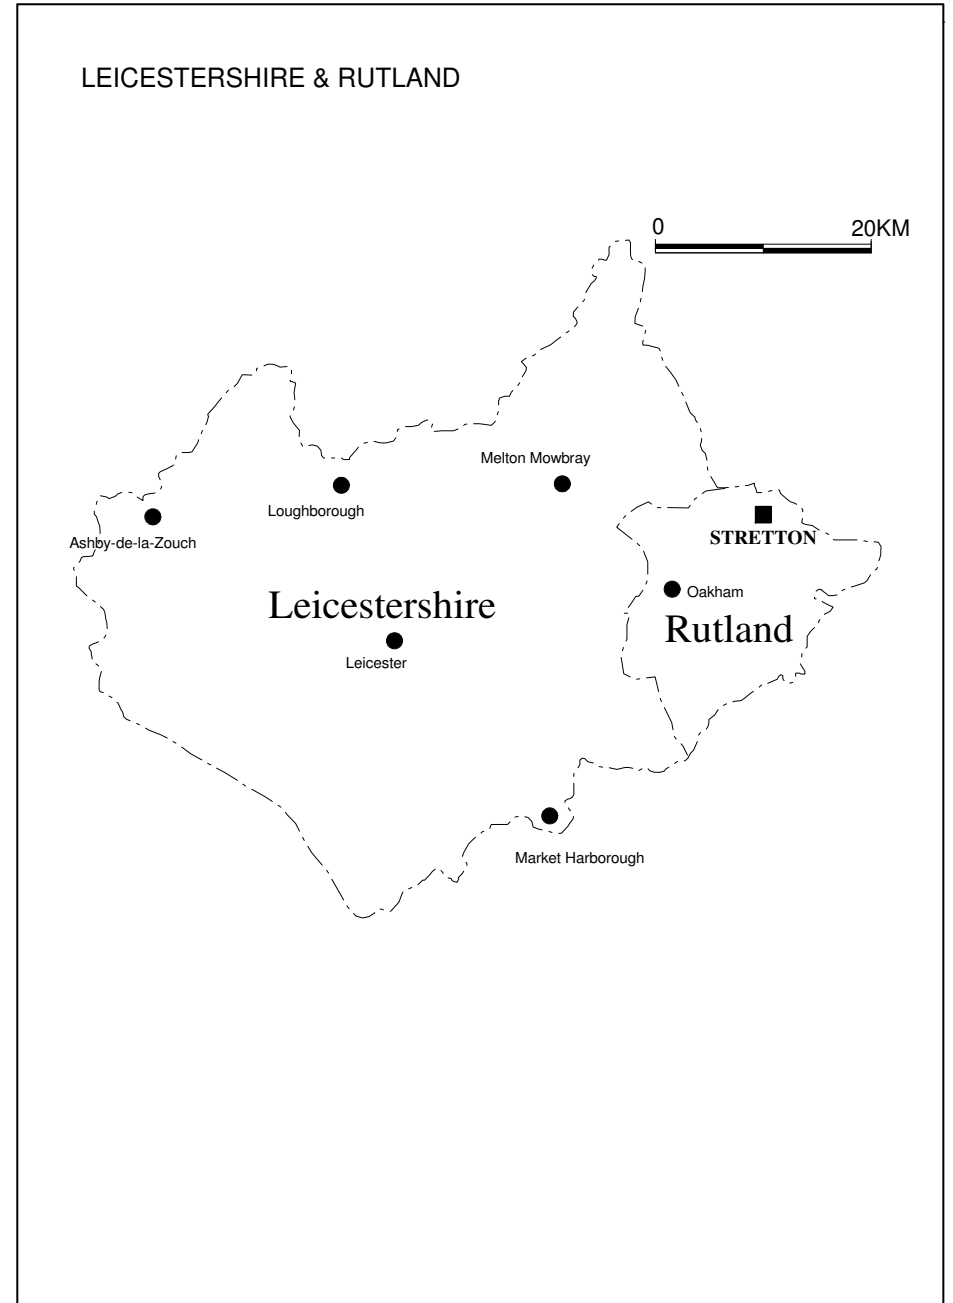 LEICESTERSHIRE & RUTLAND
0 20KM
Melton Mowbray
Loughborough
Ashby-de-la-Zouch
STRETTON
Oakham
Leicestershire
Rutland
Leicester
Market Harborough